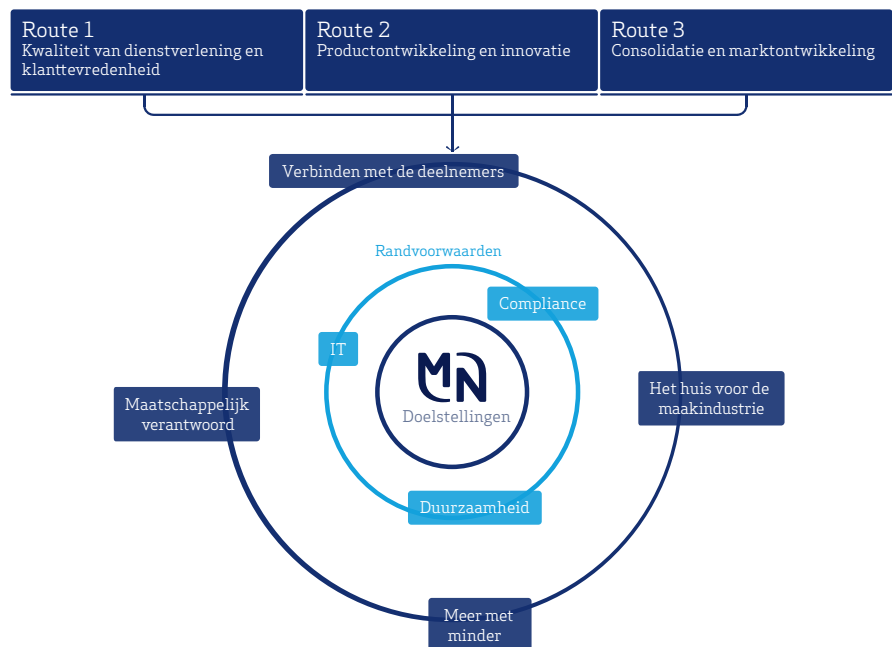 Route 1
Kwaliteit van dienstverlening en
klanttevredenheid
Route 2
Productontwikkeling en innovatie
Route 3
Consolidatie en marktontwikkeling
Verbinden met de deelnemers
Randvoorwaarden
Compliance
IT
MN
Doelstellingen
Maatschappelijk
verantwoord
Het huis voor de
maakindustrie
Duurzaamheid
Meer met
minder